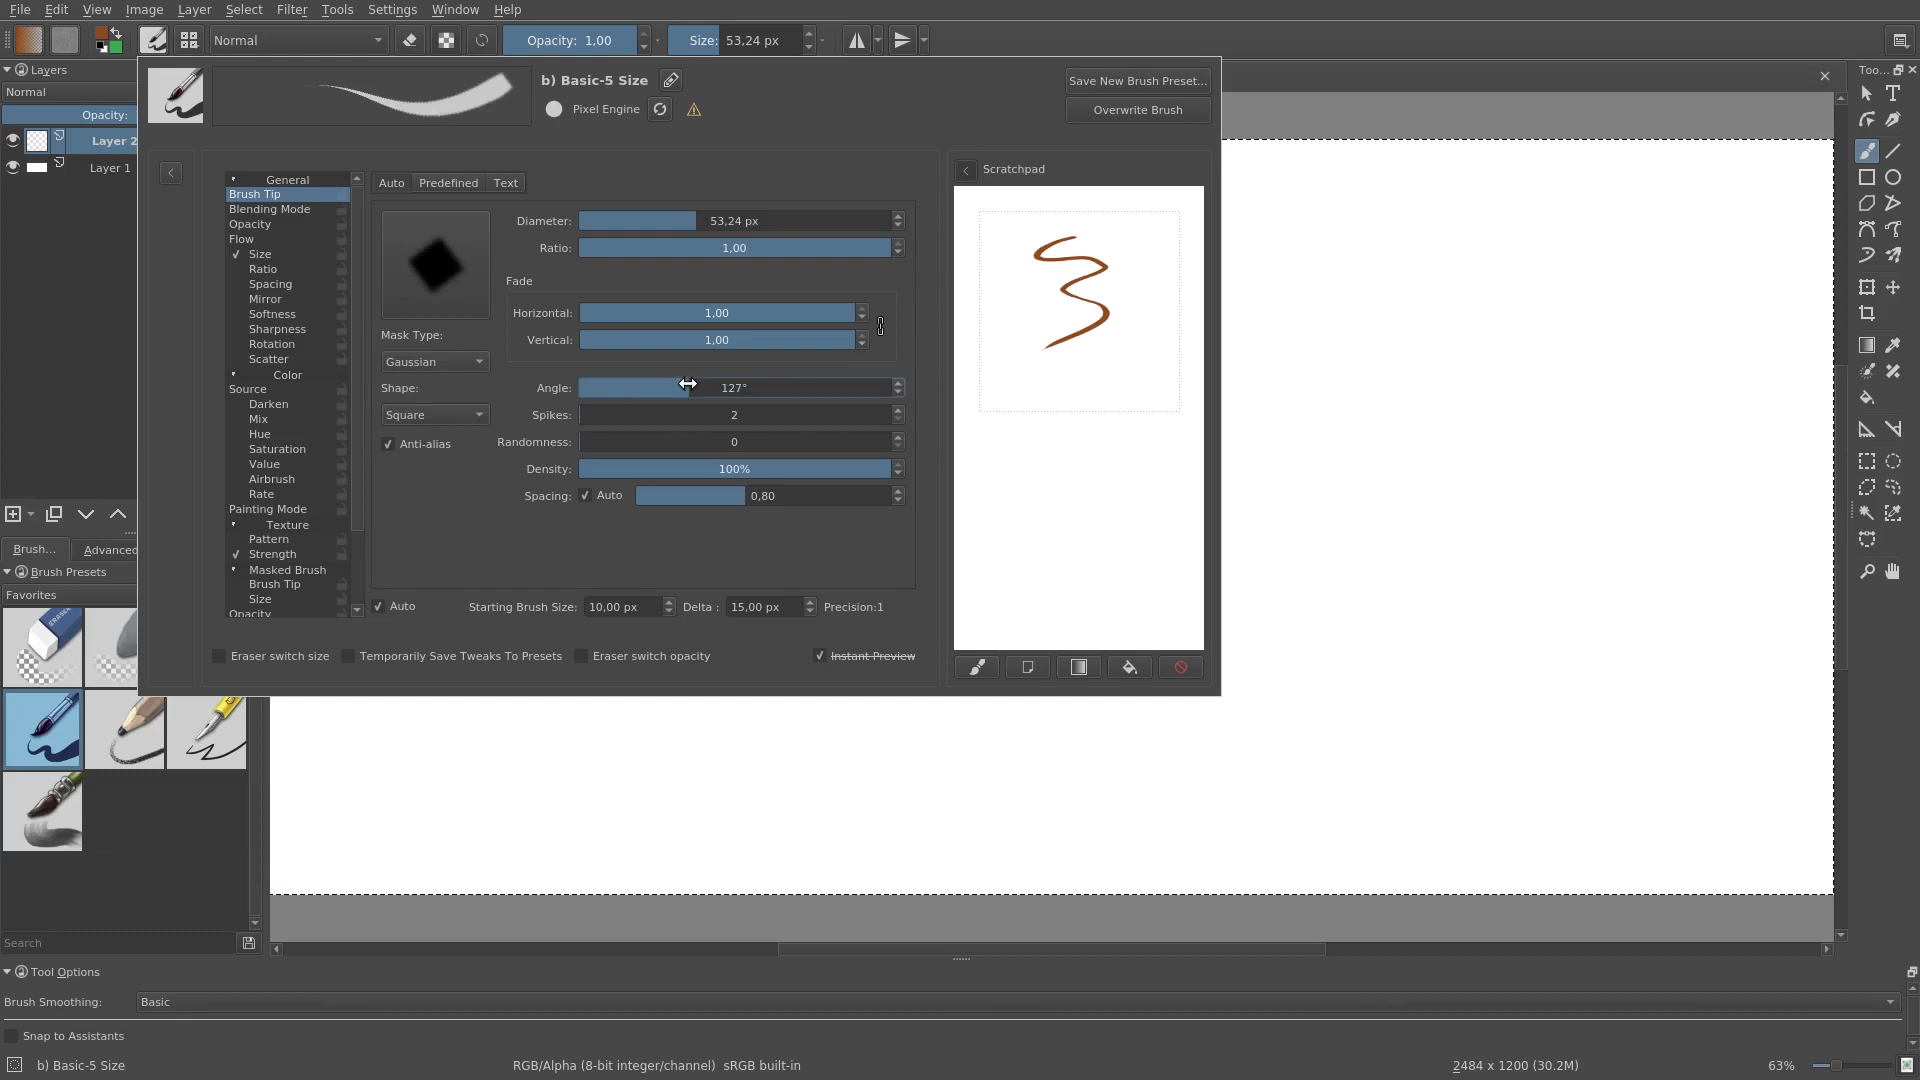 File Edit View Image Layer Select Filter Tools Settings Window Help
Normal Opacity: 1,00 Size: 53,24 px
Layers
Normal
Opacity:
Layer 2
Layer 1
b) Basic-5 Size
Pixel Engine
Save New Brush Preset...
Overwrite Brush
General
Brush Tip
Blending Mode
Opacity
Flow
Size
Ratio
Spacing
Mirror
Softness
Sharpness
Rotation
Scatter
Color
Source
Darken
Mix
Hue
Saturation
Value
Airbrush
Rate
Painting Mode
Texture
Pattern
Strength
Masked Brush
Brush Tip
Size
Opacity
Auto Predefined Text
Mask Type:
Gaussian
Shape:
Square
Anti-alias
Diameter: 53,24 px
Ratio: 1,00
Fade
Horizontal: 1,00
Vertical: 1,00
Angle: 127°
Spikes: 2
Randomness: 0
Density: 100%
Spacing: Auto 0,80
Auto Starting Brush Size: 10,00 px Delta : 15,00 px Precision:1
Eraser switch size Temporarily Save Tweaks To Presets Eraser switch opacity Instant Preview
Scratchpad
Too...
Brush... Advanced
Brush Presets
Favorites
ERASER
Search
Tool Options
Brush Smoothing: Basic
Snap to Assistants
b) Basic-5 Size RGB/Alpha (8-bit integer/channel) sRGB built-in 2484 x 1200 (30.2M) 63%